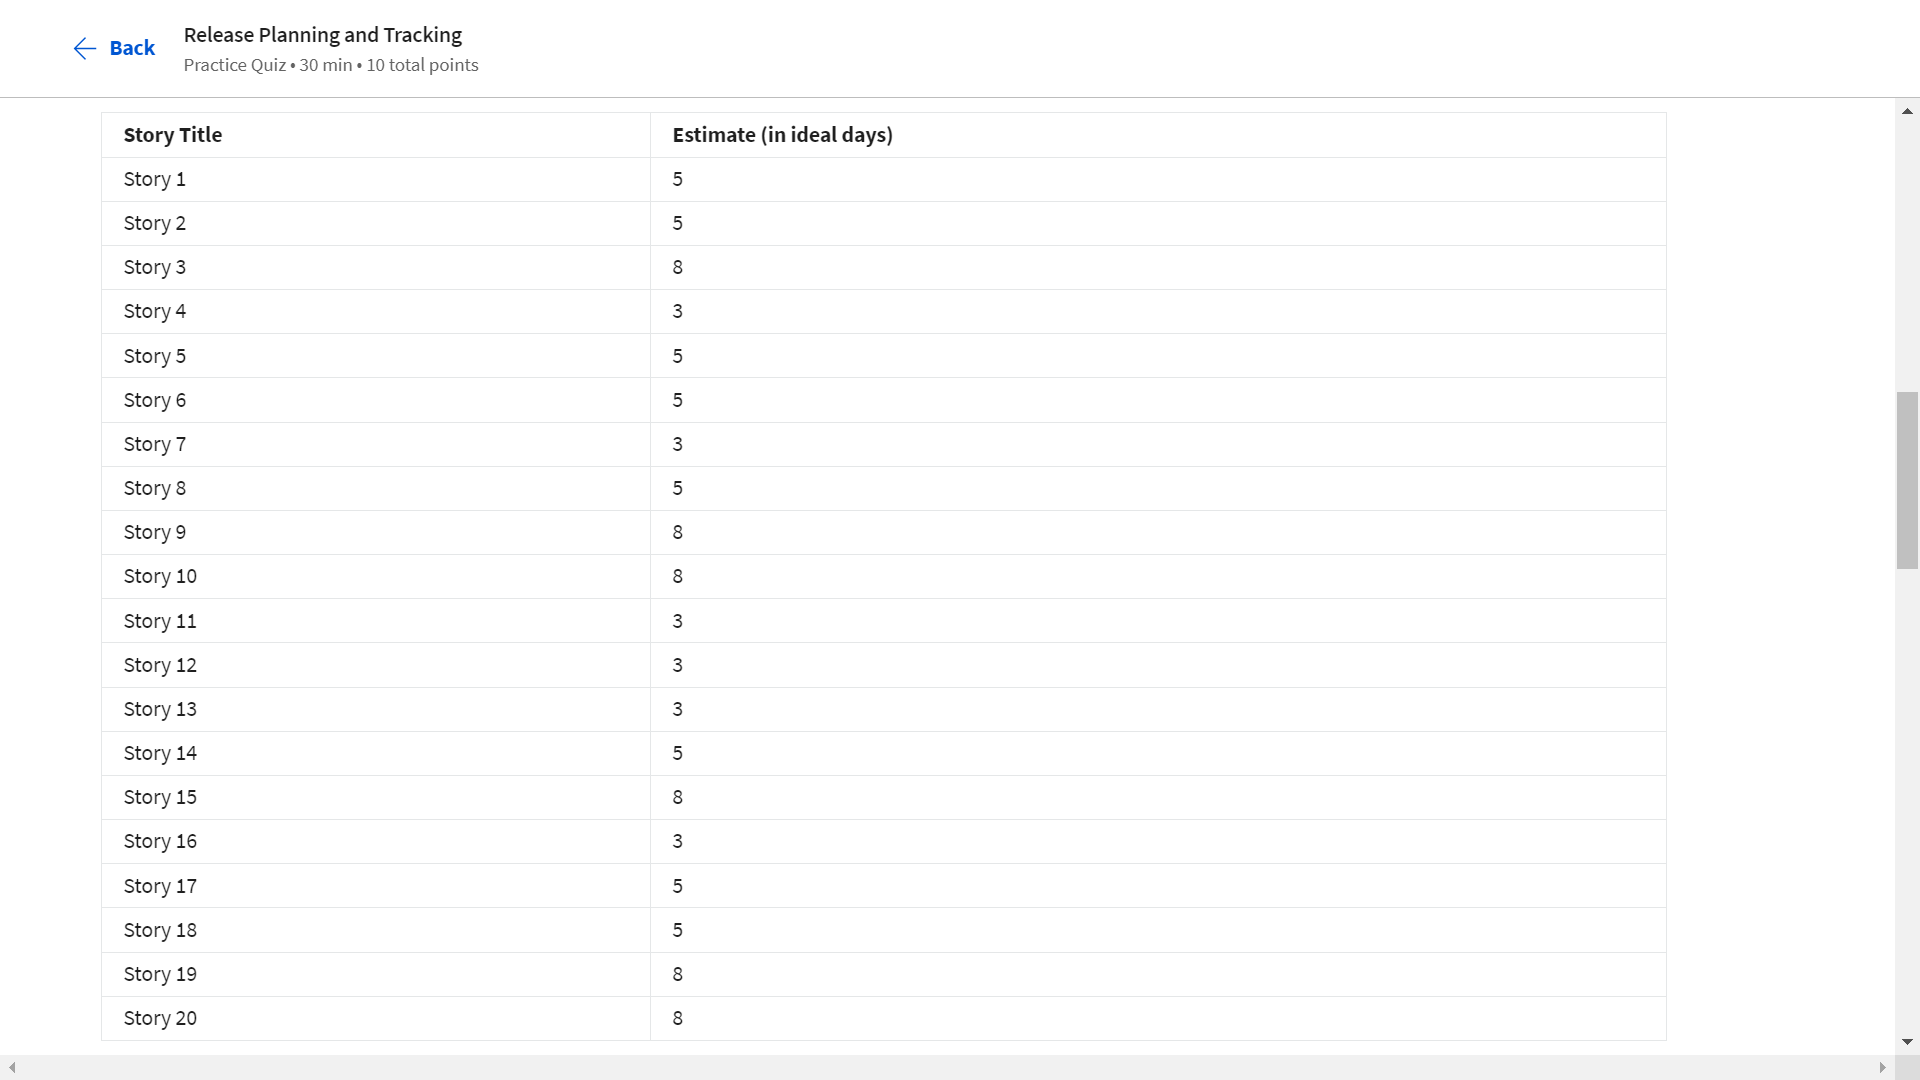 Back
Release Planning and Tracking
Practice Quiz • 30 min • 10 total points
Story Title Estimate (in ideal days)
Story 1 5
Story 2 5
Story 3 8
Story 4 3
Story 5 5
Story 6 5
Story 7 3
Story 8 5
Story 9 8
Story 10 8
Story 11 3
Story 12 3
Story 13 3
Story 14 5
Story 15 8
Story 16 3
Story 17 5
Story 18 5
Story 19 8
Story 20 8